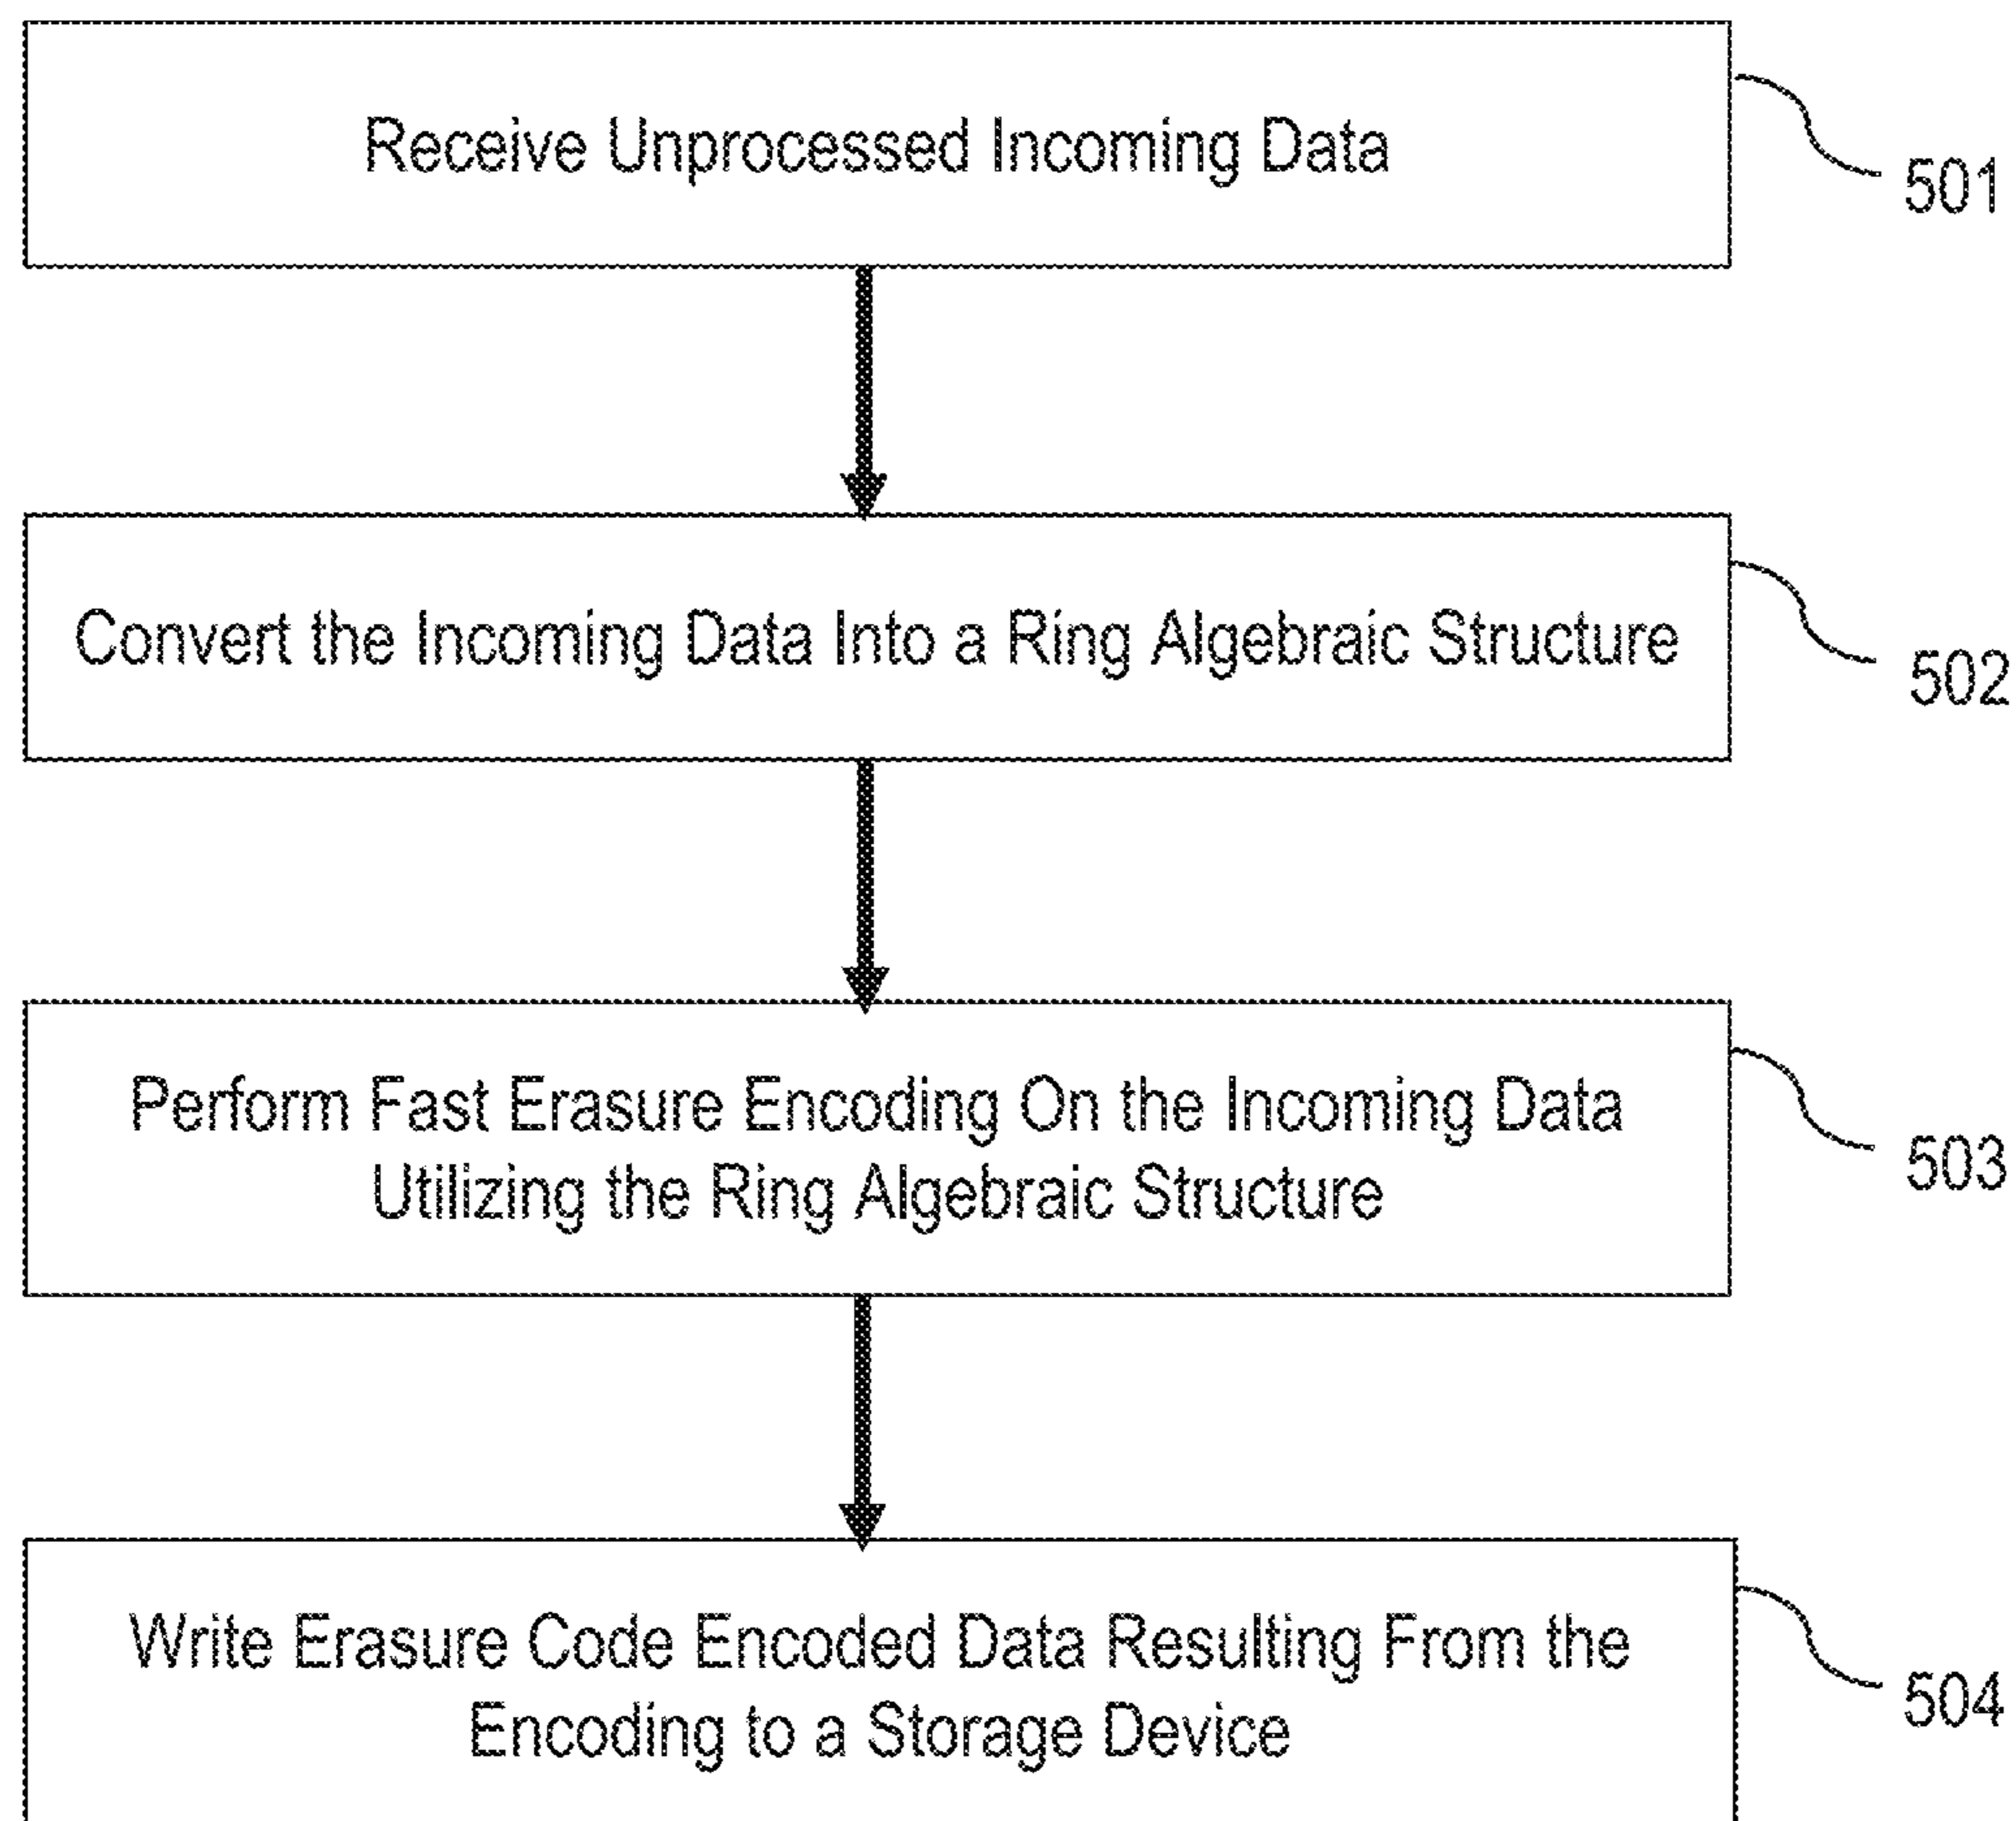 Receive Unprocessed Incoming Data
501
Convert the Incoming Data Into a Ring Algebraic Structure
502
Perform Fast Erasure Encoding On the Incoming Data
Utilizing the Ring Algebraic Structure
503
Write Erasure Code Encoded Data Resulting From the
Encoding to a Storage Device
504